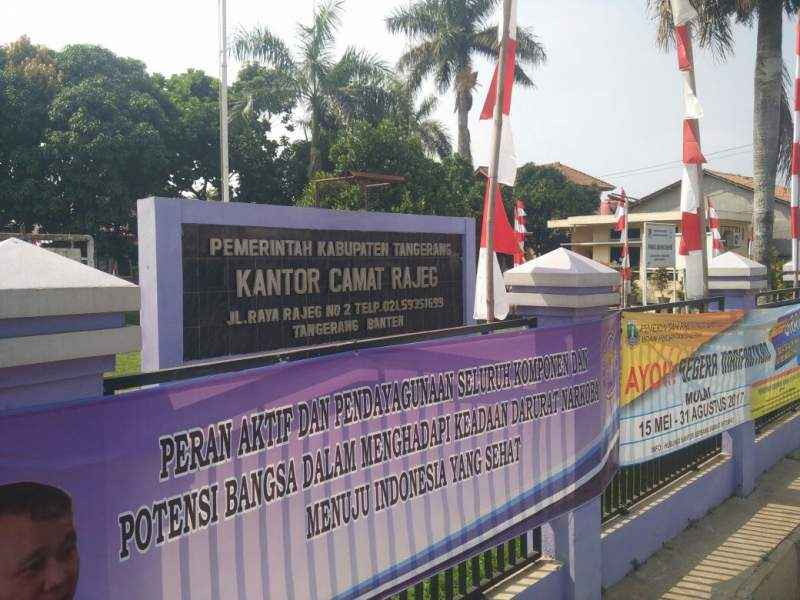 PEMERINTAH KABUPATEN TANGERANG
KANTOR CAMAT RAJEG
JL.RAYA RAJEG NO 2 TELP.021.59351699
TANGERANG BANTEN
PERAN AKTIF DAN PENDAYAGUNAAN SELURUH KOMPONEN DAN
POTENSI BANGSA DALAM MENGHADAPI KEADAAN DARURAT NARKOBA
MENUJU INDONESIA YANG SEHAT
AYO!! SEGERA MANFAATKAN
MULAI
15 MEI - 31 AGUSTUS 2017